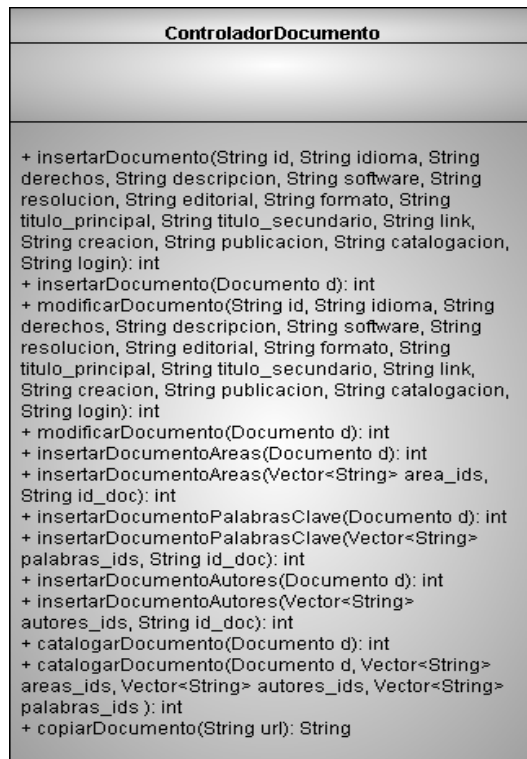 ControladorDocumento
+ insertarDocumento(String id, String idioma, String
derechos, String descripcion, String software, String
resolucion, String editorial, String formato, String
titulo_principal, String titulo_secundario, String link,
String creacion, String publicacion, String catalogacion,
String login): int
+ insertarDocumento(Documento d): int
+ modificarDocumento(String id, String idioma, String
derechos, String descripcion, String software, String
resolucion, String editorial, String formato, String
titulo_principal, String titulo_secundario, String link,
String creacion, String publicacion, String catalogacion,
String login): int
+ modificarDocumento(Documento d): int
+ insertarDocumentoAreas(Documento d): int
+ insertarDocumentoAreas(Vector<String> area_ids,
String id_doc): int
+ insertarDocumentoPalabrasClave(Documento d): int
+ insertarDocumentoPalabrasClave(Vector<String>
palabras_ids, String id_doc): int
+ insertarDocumentoAutores(Documento d): int
+ insertarDocumentoAutores(Vector<String>
autores_ids, String id_doc): int
+ catalogarDocumento(Documento d): int
+ catalogarDocumento(Documento d, Vector<String>
areas_ids, Vector<String> autores_ids, Vector<String>
palabras_ids ): int
+ copiarDocumento(String url): String